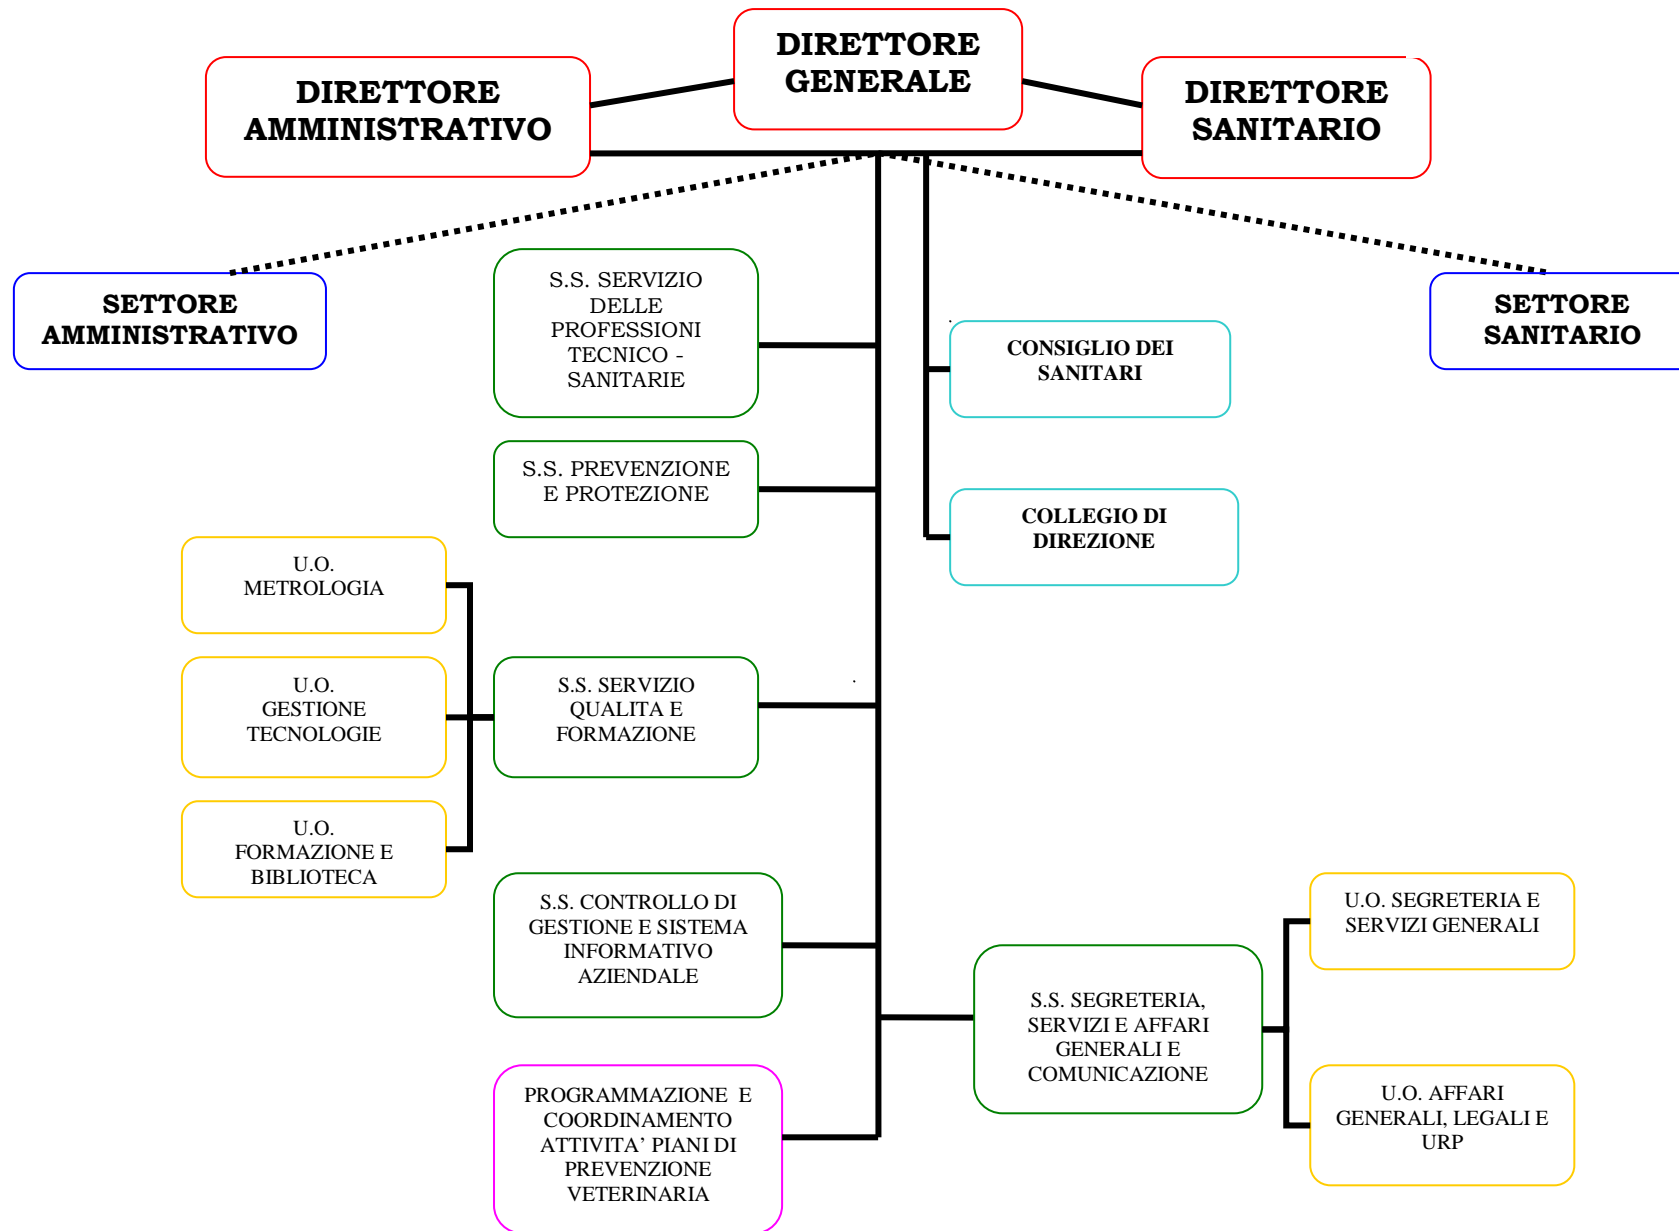 DIRETTORE
GENERALE
DIRETTORE
AMMINISTRATIVO
DIRETTORE
SANITARIO
SETTORE
AMMINISTRATIVO
SETTORE
SANITARIO
S.S. SERVIZIO
DELLE
PROFESSIONI
TECNICO -
SANITARIE
CONSIGLIO DEI
SANITARI
S.S. PREVENZIONE
E PROTEZIONE
COLLEGIO DI
DIREZIONE
U.O.
METROLOGIA
U.O.
GESTIONE
TECNOLOGIE
S.S. SERVIZIO
QUALITA E
FORMAZIONE
U.O.
FORMAZIONE E
BIBLIOTECA
S.S. CONTROLLO DI
GESTIONE E SISTEMA
INFORMATIVO
AZIENDALE
U.O. SEGRETERIA E
SERVIZI GENERALI
S.S. SEGRETERIA,
SERVIZI E AFFARI
GENERALI E
COMUNICAZIONE
PROGRAMMAZIONE  E
COORDINAMENTO
ATTIVITA’ PIANI DI
PREVENZIONE
VETERINARIA
U.O. AFFARI
GENERALI, LEGALI E
URP